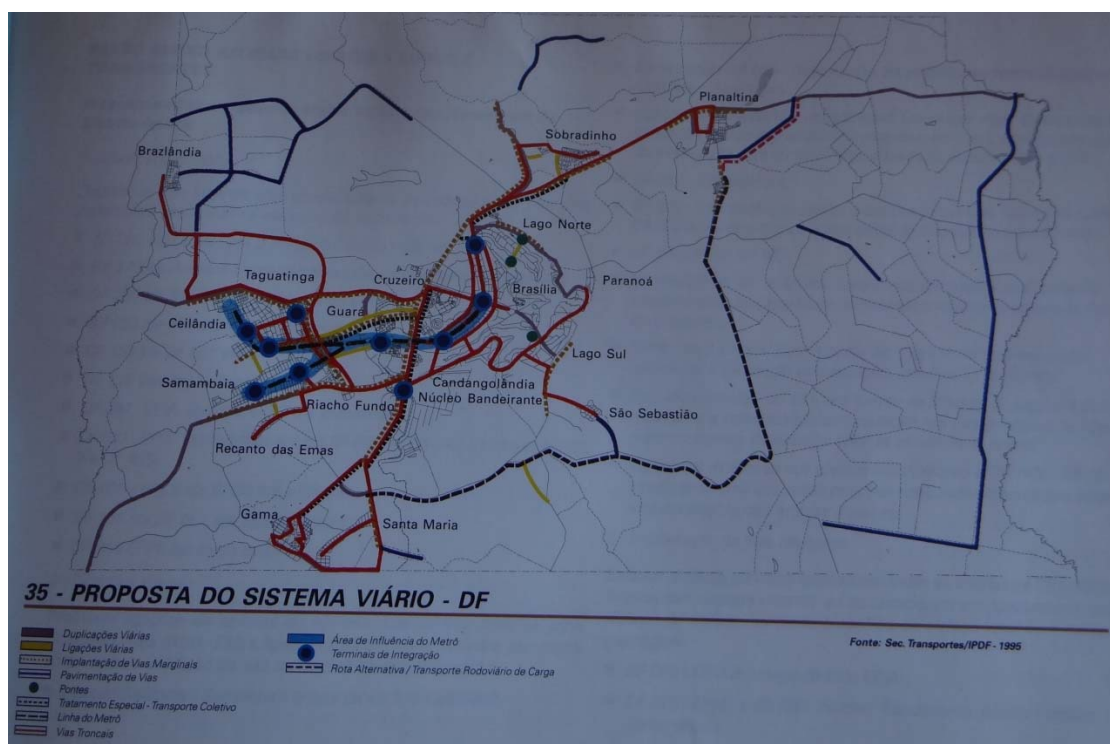 Planaltina
Sobradinho
Brazlândia
Lago Norte
Taguatinga
Cruzeiro
Paranoá
Brasília
Guará
Ceilândia
Lago Sul
Samambaia
Candangolândia
Riacho Fundo
Núcleo Bandeirante
São Sebastião
Recanto das Emas
Gama
Santa Maria
35 - PROPOSTA DO SISTEMA VIÁRIO - DF
Duplicações Viárias
Ligações Viárias
Implantação de Vias Marginais
Pavimentação de Vias
Pontes
Tratamento Especial - Transporte Coletivo
Linha do Metrô
Vias Troncais
Área de Influência do Metrô
Terminais de Integração
Rota Alternativa / Transporte Rodoviário de Carga
Fonte: Sec. Transportes/IPDF - 1995